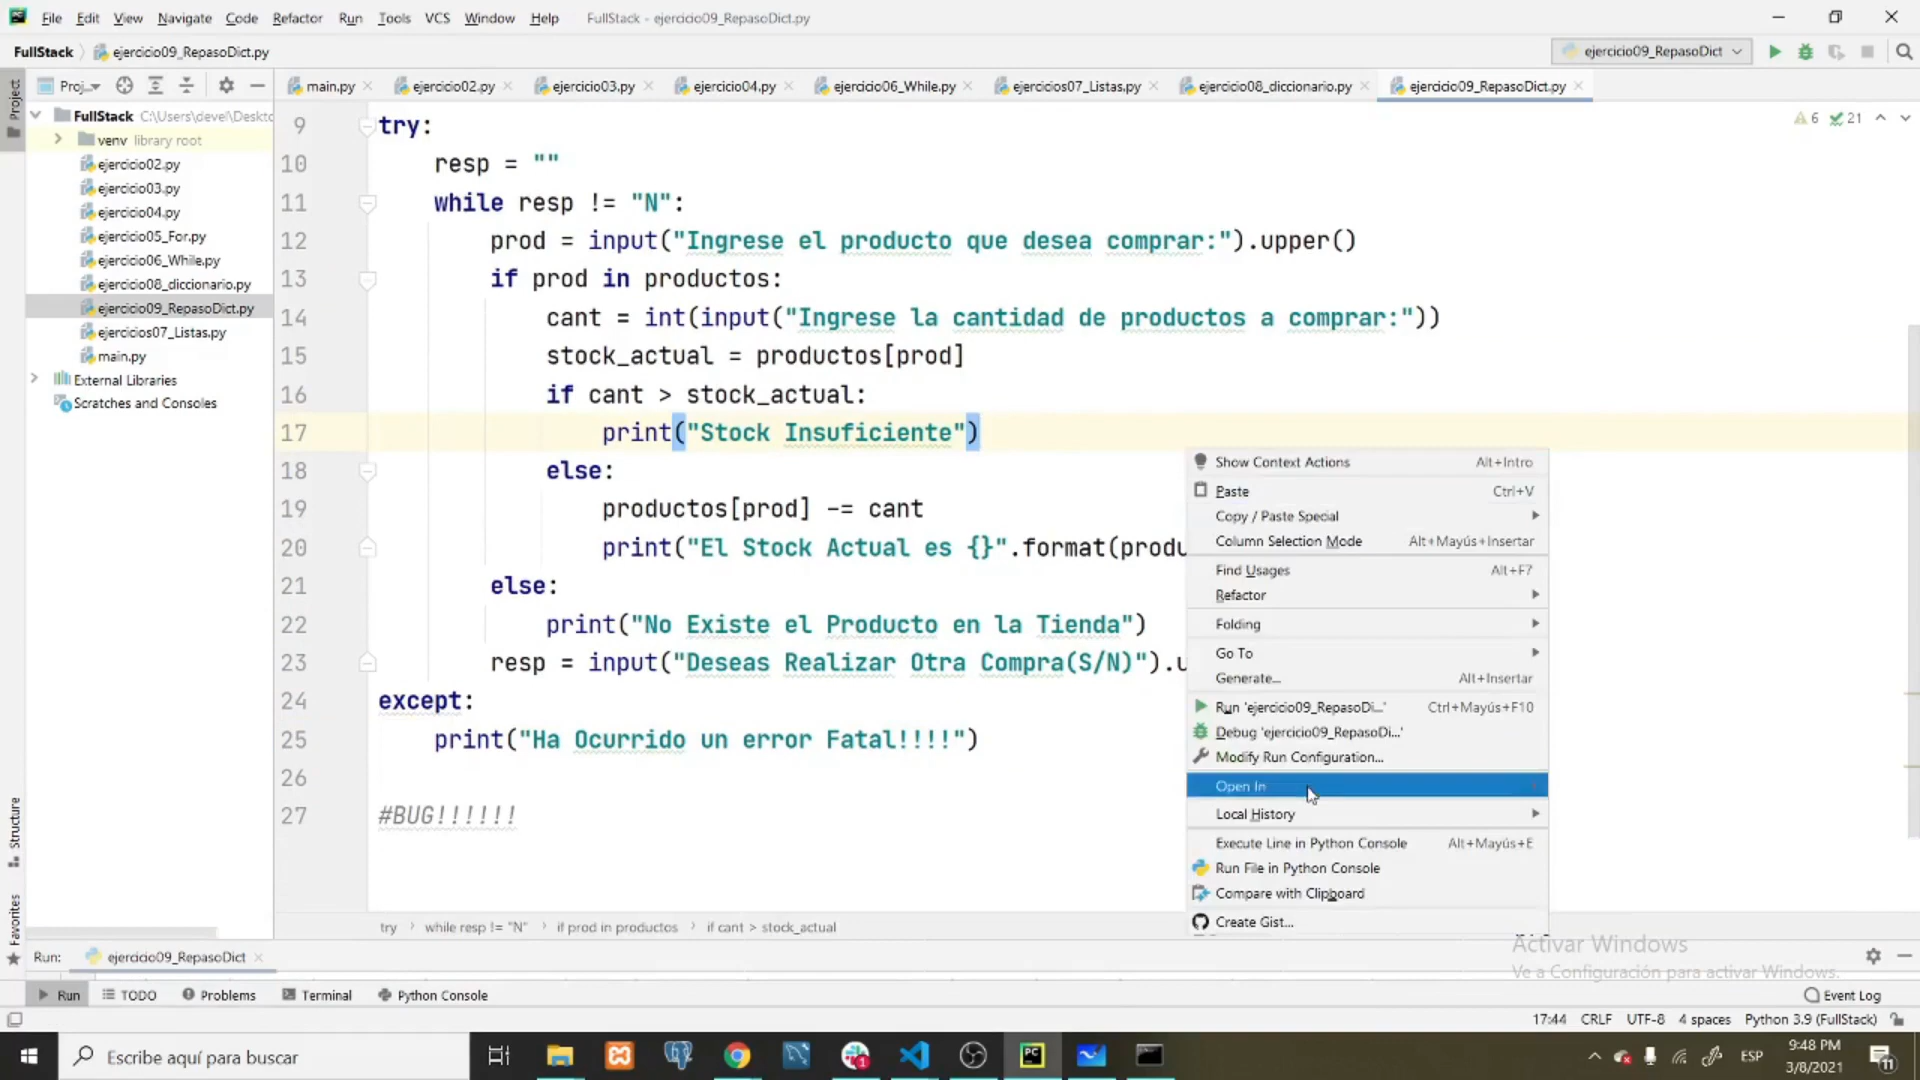 File Edit View Navigate Code Refactor Run Tools VCS Window Help FullStack - ejercicio09_RepasoDict.py
FullStack ejercicio09_RepasoDict.py ejercicio09_RepasoDict
Proj... main.py ejercicio02.py ejercicio03.py ejercicio04.py ejercicio06_While.py ejercicios07_Listas.py ejercicio08_diccionario.py ejercicio09_RepasoDict.py
Project
FullStack C:\Users\devel\Deskto
venv library root
ejercicio02.py
ejercicio03.py
ejercicio04.py
ejercicio05_For.py
ejercicio06_While.py
ejercicio08_diccionario.py
ejercicio09_RepasoDict.py
ejercicios07_Listas.py
main.py
External Libraries
Scratches and Consoles
Structure
Favorites
6 21
9 try:
10 resp = ""
11 while resp != "N":
12 prod = input("Ingrese el producto que desea comprar:").upper()
13 if prod in productos:
14 cant = int(input("Ingrese la cantidad de productos a comprar:"))
15 stock_actual = productos[prod]
16 if cant > stock_actual:
17 print("Stock Insuficiente")
18 else:
19 productos[prod] -= cant
20 print("El Stock Actual es {}".format(produ
21 else:
22 print("No Existe el Producto en la Tienda")
23 resp = input("Deseas Realizar Otra Compra(S/N)").u
24 except:
25 print("Ha Ocurrido un error Fatal!!!!")
26
27 #BUG!!!!!!
Show Context Actions Alt+Intro
Paste Ctrl+V
Copy / Paste Special
Column Selection Mode Alt+Mayús+Insertar
Find Usages Alt+F7
Refactor
Folding
Go To
Generate... Alt+Insertar
Run 'ejercicio09_RepasoDi...' Ctrl+Mayús+F10
Debug 'ejercicio09_RepasoDi...'
Modify Run Configuration...
Open In
Local History
Execute Line in Python Console Alt+Mayús+E
Run File in Python Console
Compare with Clipboard
Create Gist...
try while resp != "N" if prod in productos if cant > stock_actual
Activar Windows
Ve a Configuración para activar Windows.
Run: ejercicio09_RepasoDict
Run TODO Problems Terminal Python Console Event Log
17:44 CRLF UTF-8 4 spaces Python 3.9 (FullStack)
Escribe aquí para buscar
1
ESP
9:48 PM
3/8/2021
11